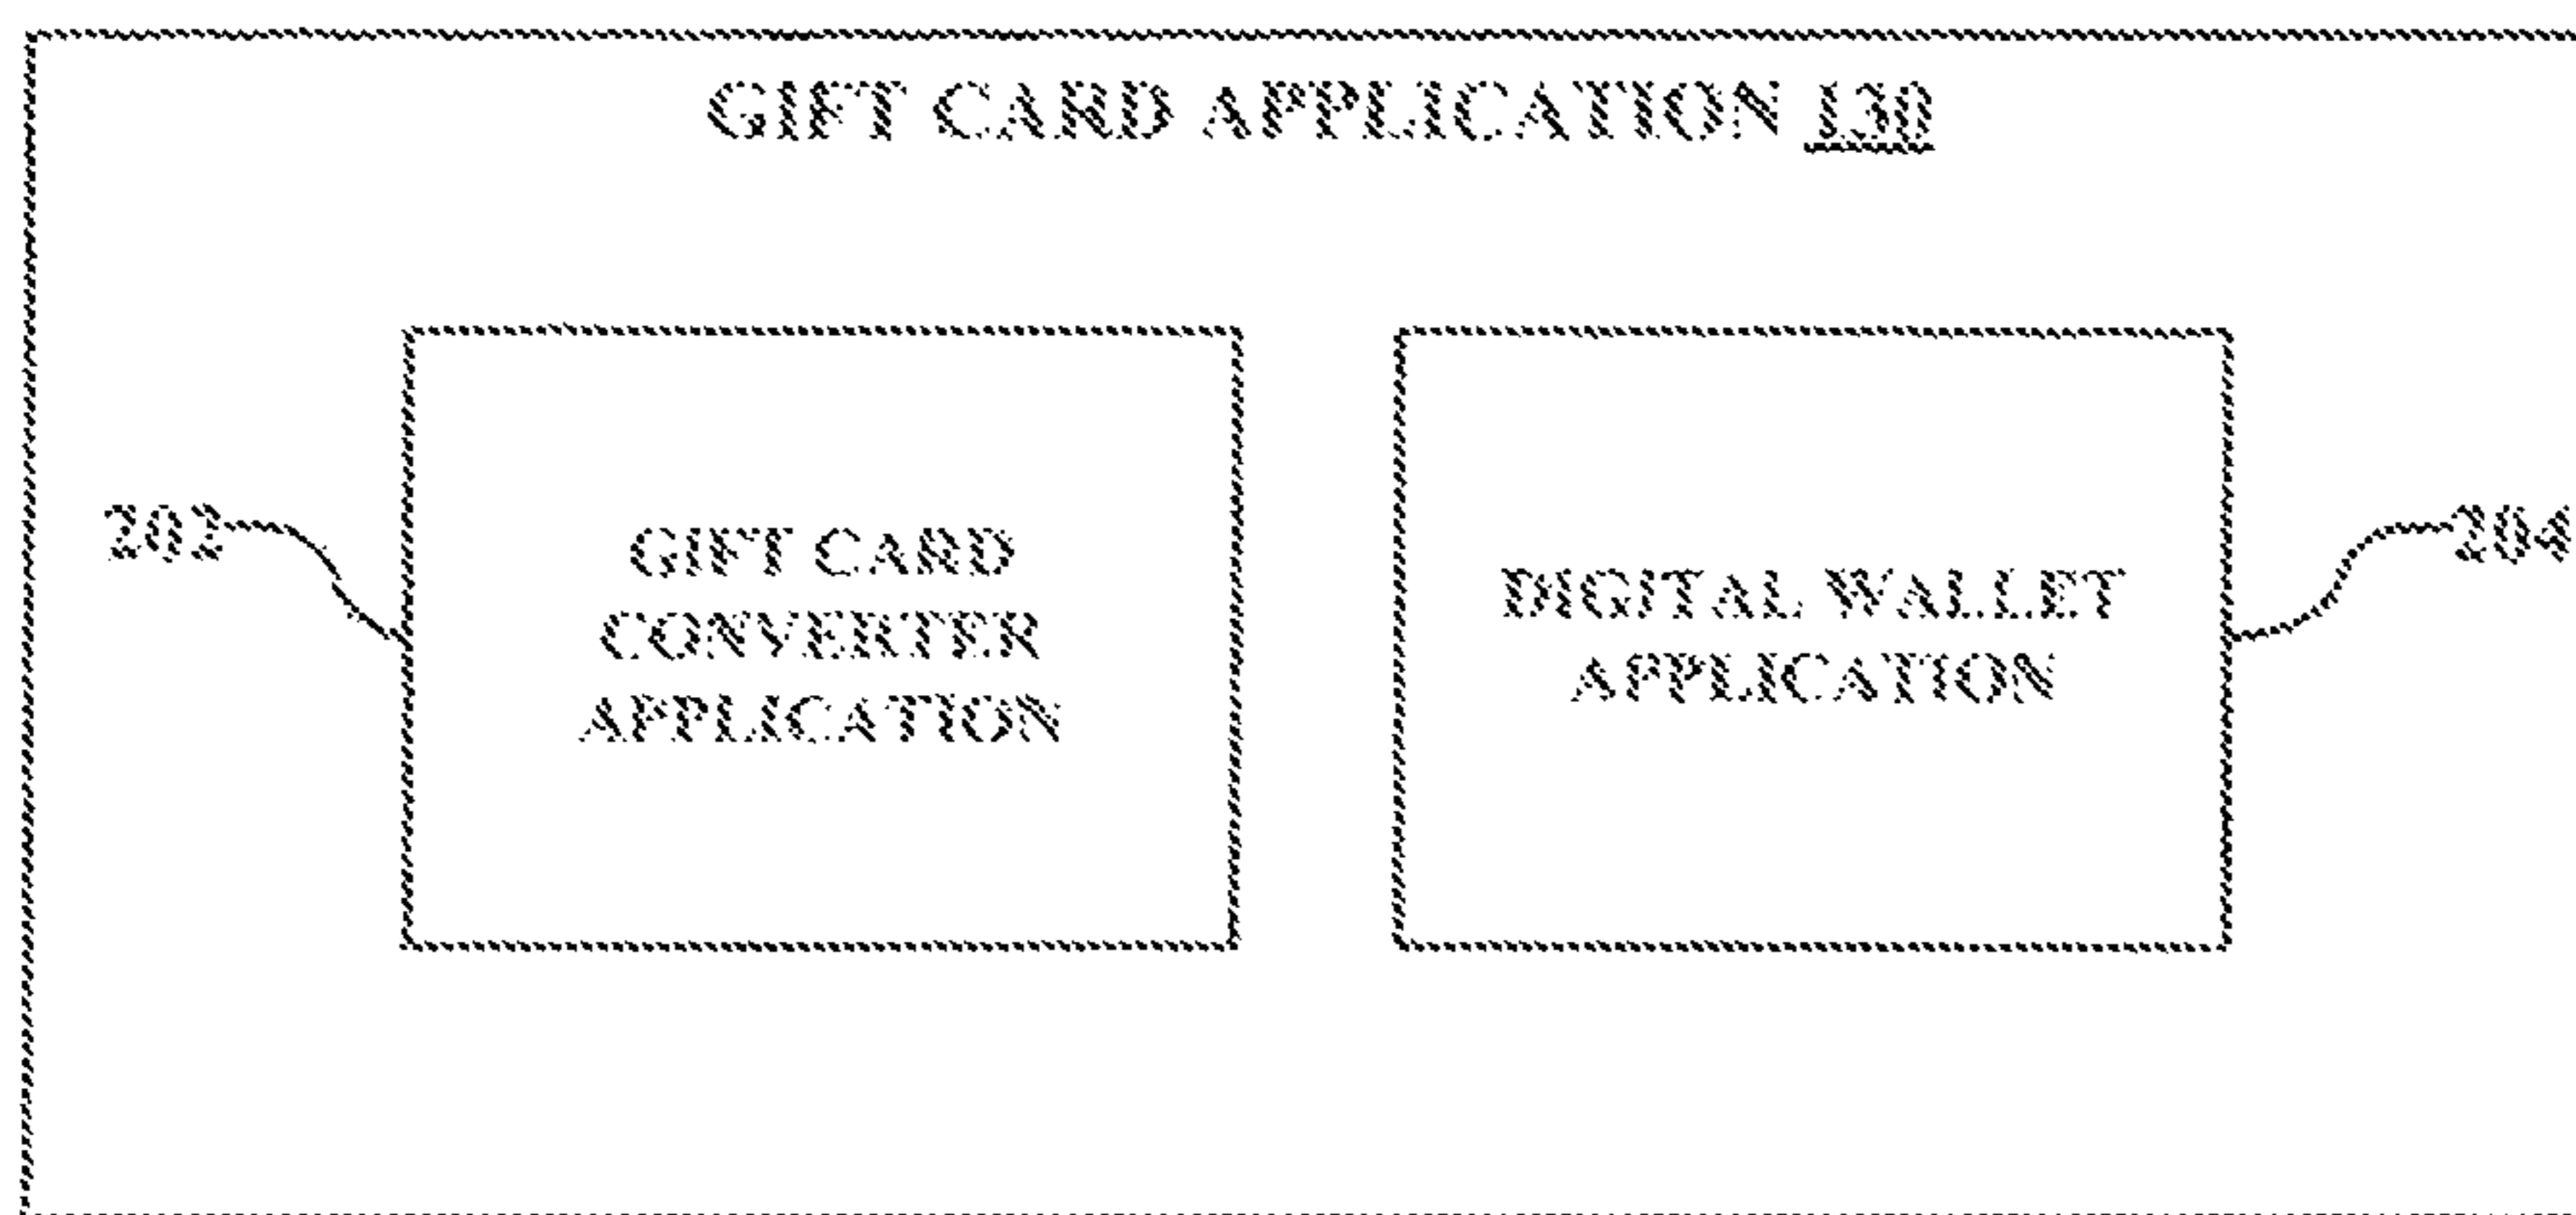 GIFT CARD APPLICATION 130
202
GIFT CARD
CONVERTER
APPLICATION
DIGITAL WALLET
APPLICATION
204